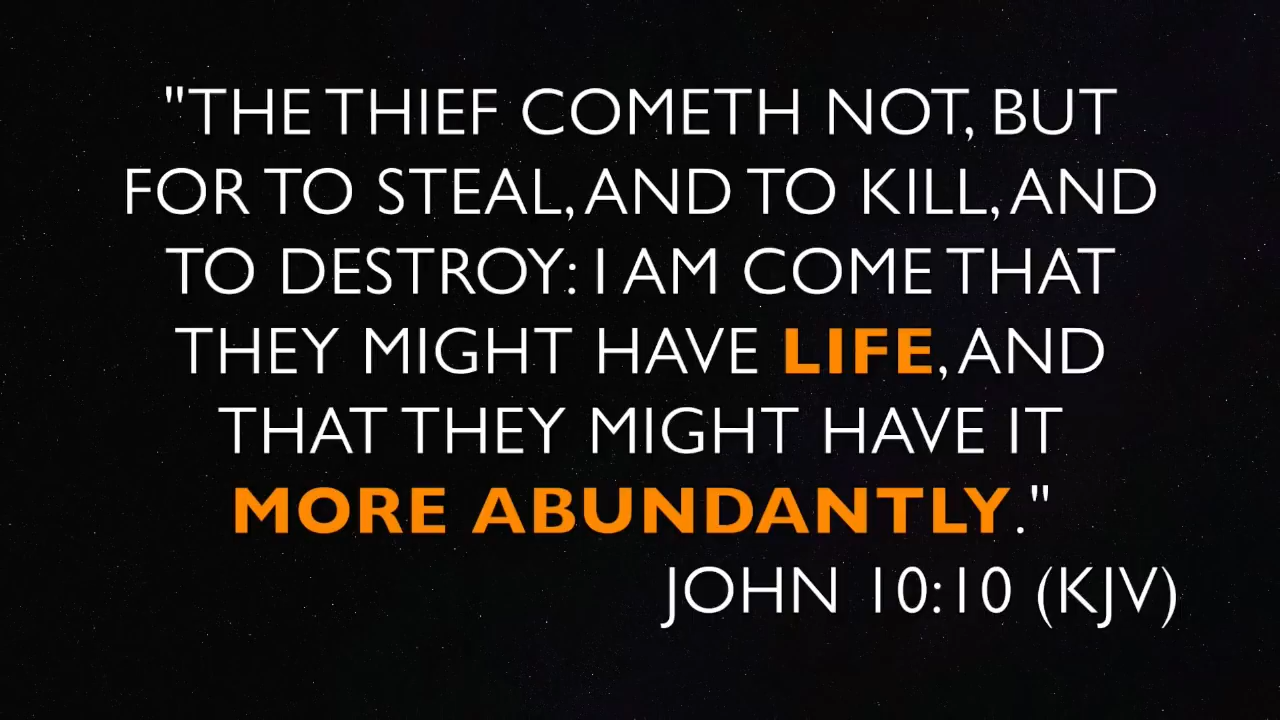 "THE THIEF COMETH NOT, BUT
FOR TO STEAL, AND TO KILL, AND
TO DESTROY: I AM COME THAT
THEY MIGHT HAVE LIFE, AND
THAT THEY MIGHT HAVE IT
MORE ABUNDANTLY."
JOHN 10:10 (KJV)